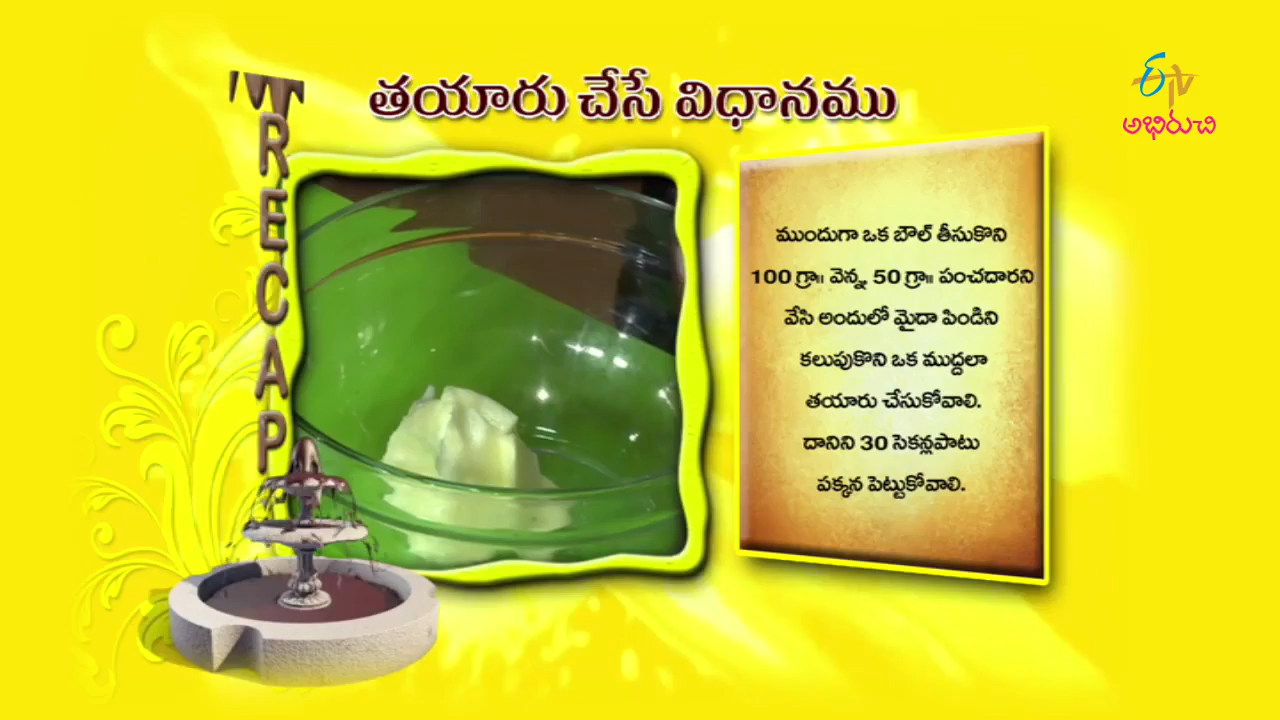 తయారు చేసే విధానము
ETV
అభిరుచి
RECAP
ముందుగా ఒక బౌల్ తీసుకొని
100 గ్రా॥ వెన్న, 50 గ్రా॥ పంచదారని
వేసి అందులో మైదా పిండిని
కలుపుకొని ఒక ముద్దలా
తయారు చేసుకోవాలి.
దానిని 30 సెకన్లపాటు
పక్కన పెట్టుకోవాలి.